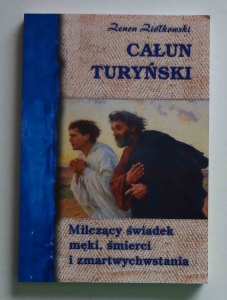 Zenon Ziółkowski
CAŁUN
TURYŃSKI
Milczący świadek
męki, śmierci
i zmartwychwstania